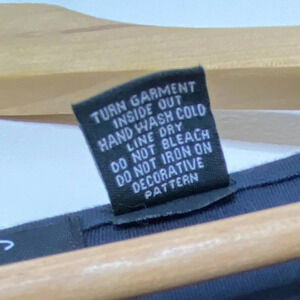 TURN GARMENT
INSIDE OUT
HAND WASH COLD
LINE DRY
DO NOT BLEACH
DO NOT IRON ON
DECORATIVE
PATTERN